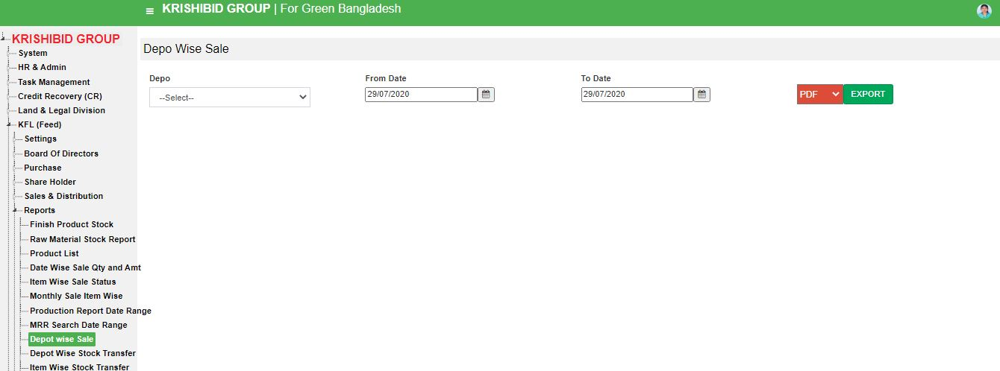 KRISHIBID GROUP | For Green Bangladesh
KRISHIBID GROUP
System
HR & Admin
Task Management
Credit Recovery (CR)
Land & Legal Division
KFL (Feed)
Settings
Board Of Directors
Purchase
Share Holder
Sales & Distribution
Reports
Finish Product Stock
Raw Material Stock Report
Product List
Date Wise Sale Qty and Amt
Item Wise Sale Status
Monthly Sale Item Wise
Production Report Date Range
MRR Search Date Range
Depot wise Sale
Depot Wise Stock Transfer
Item Wise Stock Transfer
Depo Wise Sale
Depo
From Date
To Date
--Select--
29/07/2020
29/07/2020
PDF
EXPORT